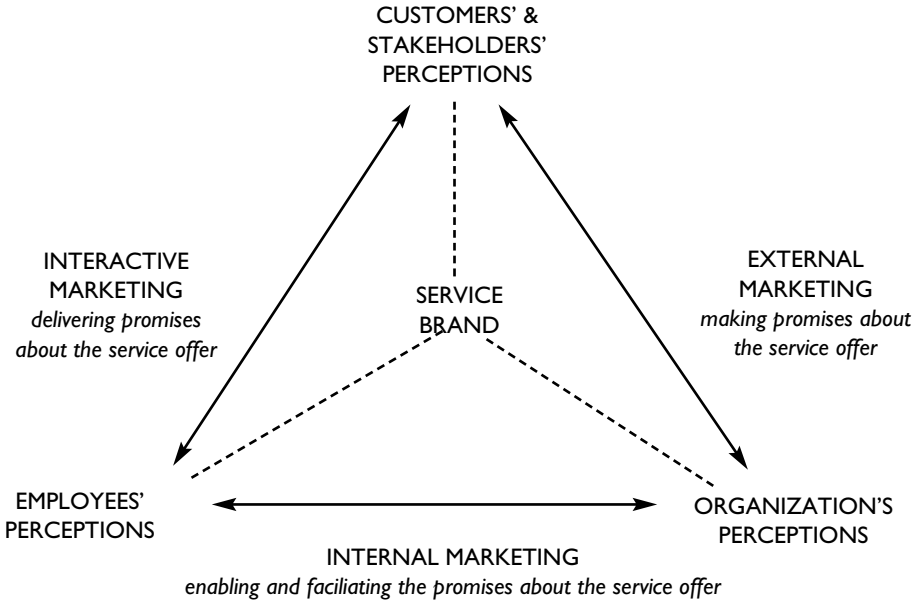 CUSTOMERS' &
STAKEHOLDERS'
PERCEPTIONS
INTERACTIVE
MARKETING
delivering promises
about the service offer
EXTERNAL
MARKETING
making promises about
the service offer
SERVICE
BRAND
EMPLOYEES'
PERCEPTIONS
ORGANIZATION'S
PERCEPTIONS
INTERNAL MARKETING
enabling and faciliating the promises about the service offer